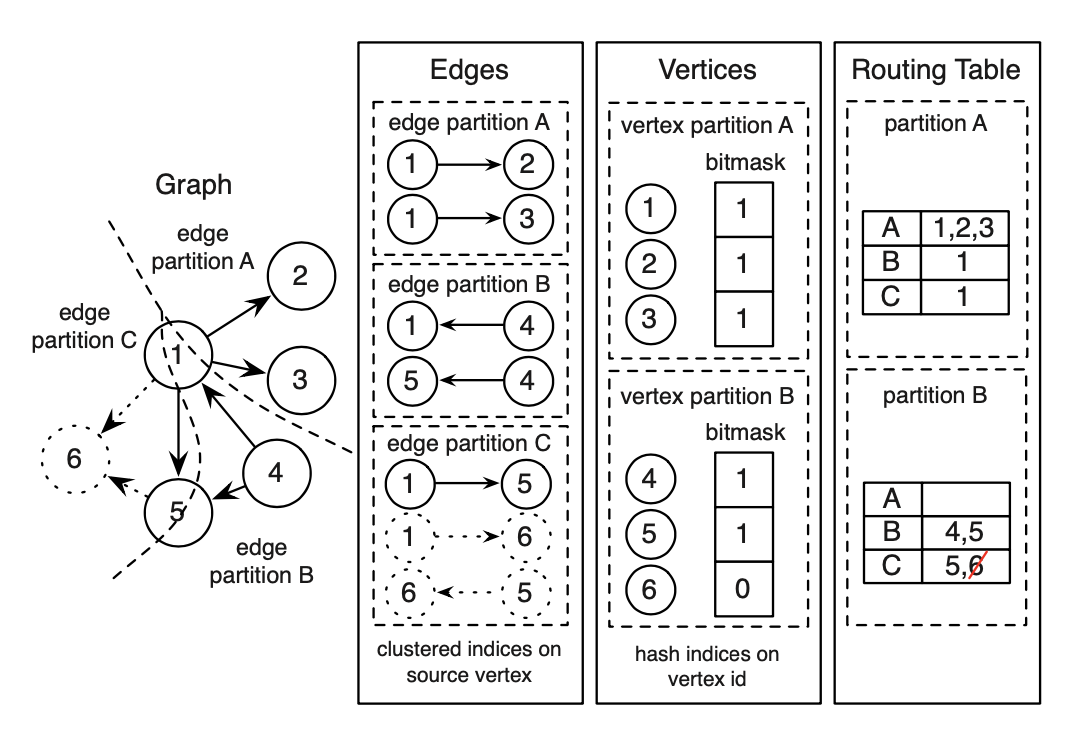 Graph
edge
partition A
2
edge
partition C
1
3
6
4
5
edge
partition B
Edges
edge partition A
1 2
1 3
edge partition B
1 4
5 4
edge partition C
1 5
1 6
6 5
clustered indices on
source vertex
Vertices
vertex partition A
bitmask
1 1
2 1
3 1
vertex partition B
bitmask
4 1
5 1
6 0
hash indices on
vertex id
Routing Table
partition A
A 1,2,3
B 1
C 1
partition B
A
B 4,5
C 5,6